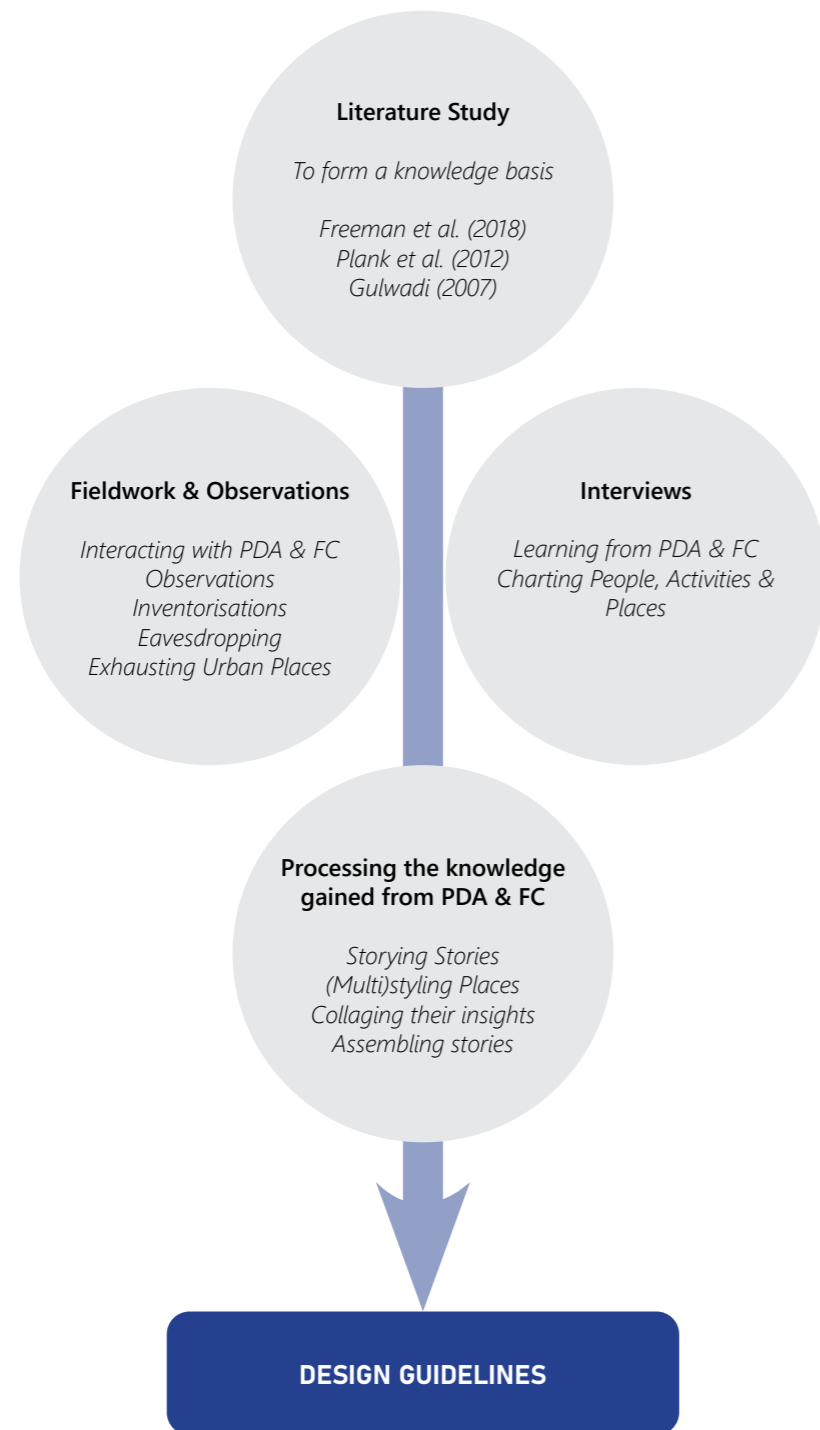 Literature Study
To form a knowledge basis
Freeman et al. (2018)
Plank et al. (2012)
Gulwadi (2007)
Fieldwork & Observations
Interacting with PDA & FC
Observations
Inventorisations
Eavesdropping
Exhausting Urban Places
Interviews
Learning from PDA & FC
Charting People, Activities &
Places
Processing the knowledge
gained from PDA & FC
Storying Stories
(Multi)styling Places
Collaging their insights
Assembling stories
DESIGN GUIDELINES